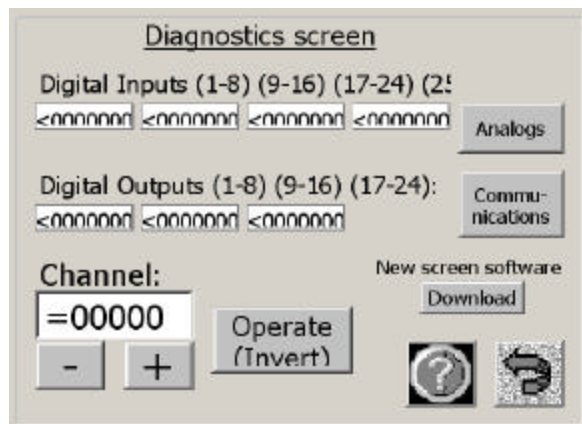 Diagnostics screen
Digital Inputs (1-8) (9-16) (17-24) (2
<0000000 <0000000 <0000000 <0000000
Analogs
Digital Outputs (1-8) (9-16) (17-24):
<0000000 <0000000 <0000000
Commu-
nications
Channel:
=00000
- +
Operate
(Invert)
New screen software
Download
?